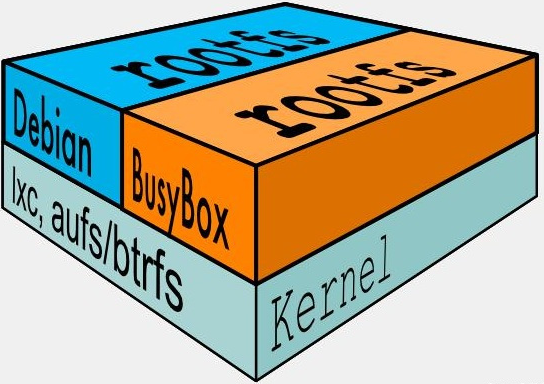 rootfs
rootfs
Debian
BusyBox
lxc, aufs/btrfs
Kernel